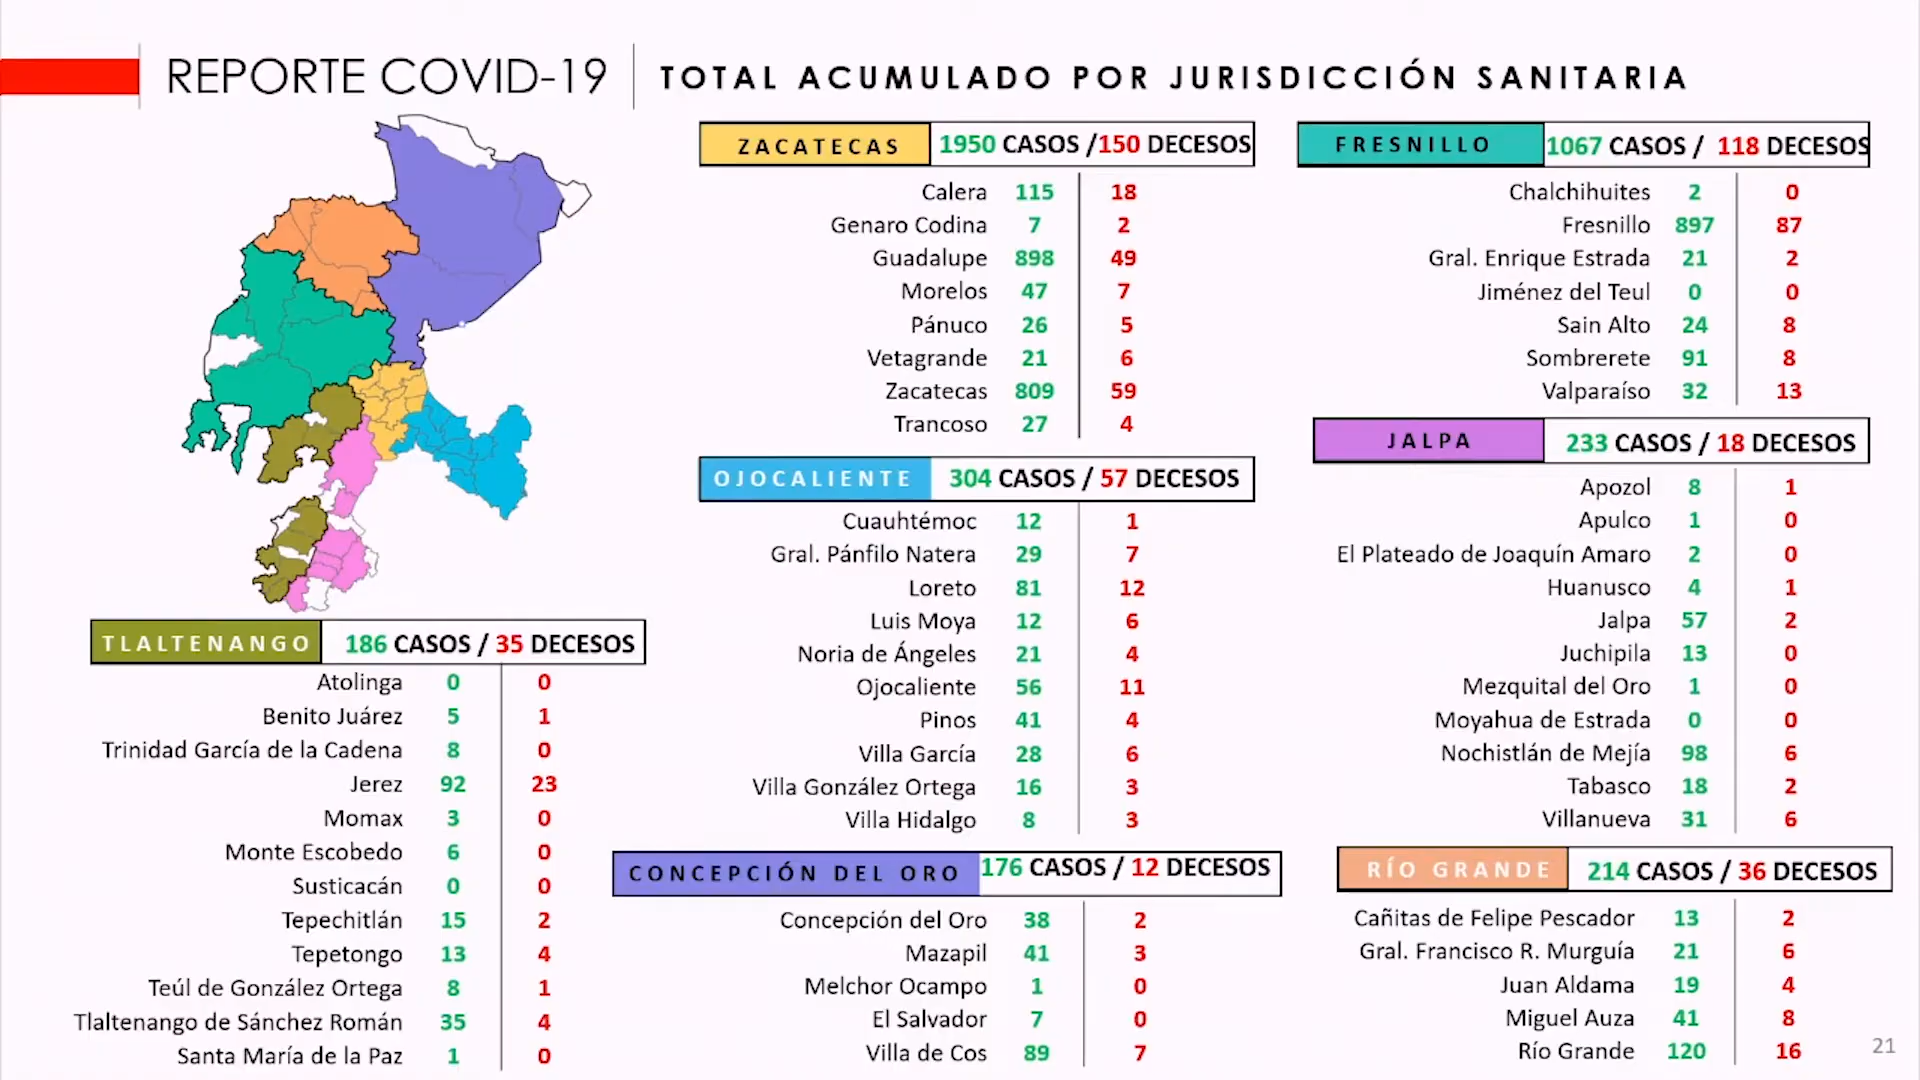 REPORTE COVID-19
TOTAL ACUMULADO POR JURISDICCIÓN SANITARIA
ZACATECAS 1950 CASOS /150 DECESOS
Calera 115 18
Genaro Codina 7 2
Guadalupe 898 49
Morelos 47 7
Pánuco 26 5
Vetagrande 21 6
Zacatecas 809 59
Trancoso 27 4
FRESNILLO 1067 CASOS / 118 DECESOS
Chalchihuites 2 0
Fresnillo 897 87
Gral. Enrique Estrada 21 2
Jiménez del Teul 0 0
Sain Alto 24 8
Sombrerete 91 8
Valparaíso 32 13
OJOCALIENTE 304 CASOS / 57 DECESOS
Cuauhtémoc 12 1
Gral. Pánfilo Natera 29 7
Loreto 81 12
Luis Moya 12 6
Noria de Ángeles 21 4
Ojocaliente 56 11
Pinos 41 4
Villa García 28 6
Villa González Ortega 16 3
Villa Hidalgo 8 3
JALPA 233 CASOS / 18 DECESOS
Apozol 8 1
Apulco 1 0
El Plateado de Joaquín Amaro 2 0
Huanusco 4 1
Jalpa 57 2
Juchipila 13 0
Mezquital del Oro 1 0
Moyahua de Estrada 0 0
Nochistlán de Mejía 98 6
Tabasco 18 2
Villanueva 31 6
TLALTENANGO 186 CASOS / 35 DECESOS
Atolinga 0 0
Benito Juárez 5 1
Trinidad García de la Cadena 8 0
Jerez 92 23
Momax 3 0
Monte Escobedo 6 0
Susticacán 0 0
Tepechitlán 15 2
Tepetongo 13 4
Teúl de González Ortega 8 1
Tlaltenango de Sánchez Román 35 4
Santa María de la Paz 1 0
CONCEPCIÓN DEL ORO 176 CASOS / 12 DECESOS
Concepción del Oro 38 2
Mazapil 41 3
Melchor Ocampo 1 0
El Salvador 7 0
Villa de Cos 89 7
RÍO GRANDE 214 CASOS / 36 DECESOS
Cañitas de Felipe Pescador 13 2
Gral. Francisco R. Murguía 21 6
Juan Aldama 19 4
Miguel Auza 41 8
Río Grande 120 16
21